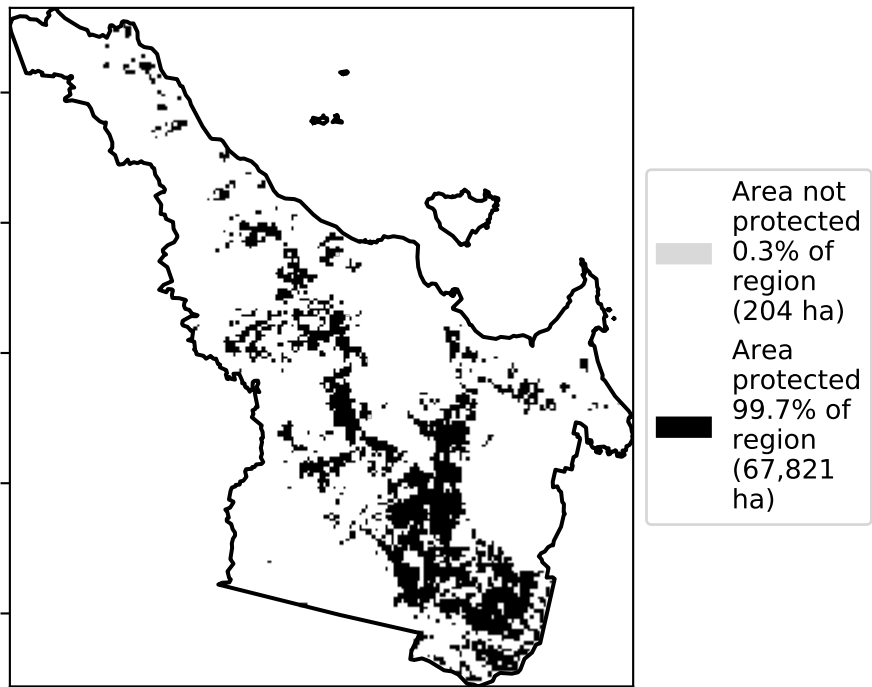 Area not
protected
0.3% of
region
(204 ha)
Area
protected
99.7% of
region
(67,821
ha)